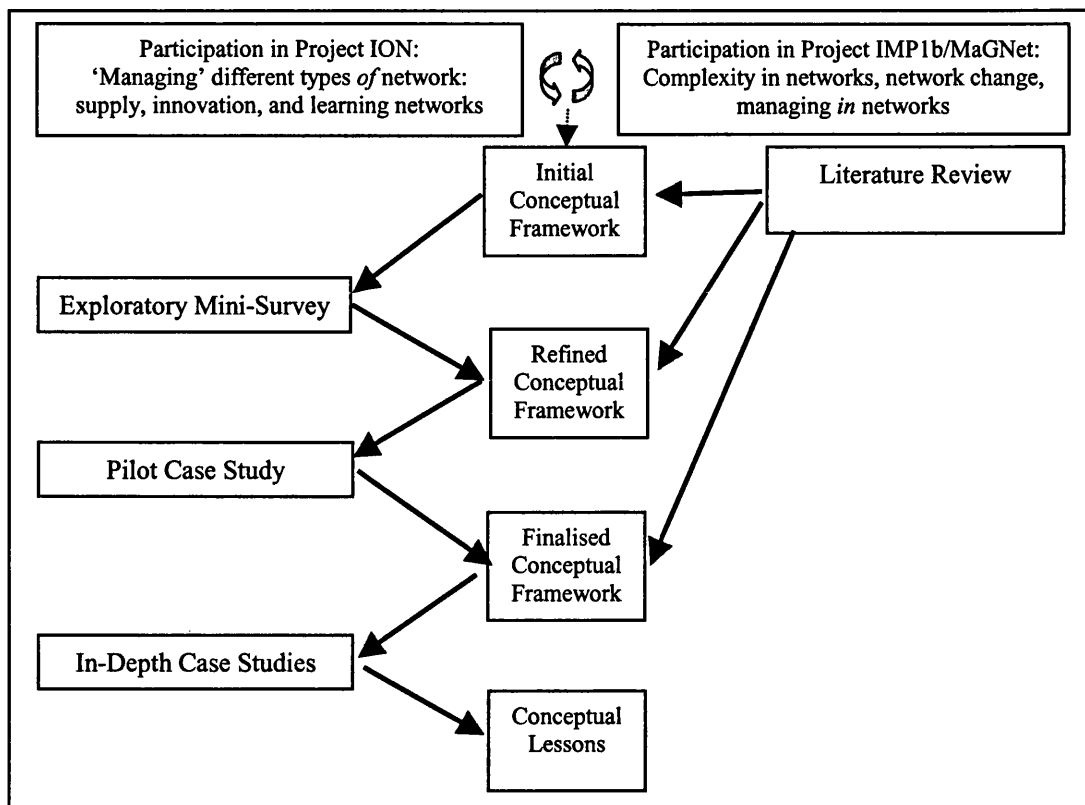 Participation in Project ION:
‘Managing’ different types of network:
supply, innovation, and learning networks
Participation in Project IMP1b/MaGNet:
Complexity in networks, network change,
managing in networks
Initial
Conceptual
Framework
Literature Review
Exploratory Mini-Survey
Refined
Conceptual
Framework
Pilot Case Study
Finalised
Conceptual
Framework
In-Depth Case Studies
Conceptual
Lessons